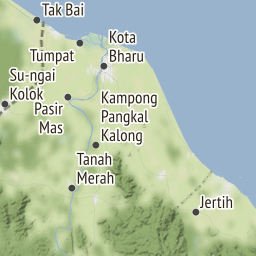 Tak Bai
Kota
Bharu
Tumpat
Su-ngai
Kolok
Pasir
Mas
Kampong
Pangkal
Kalong
Tanah
Merah
Jertih